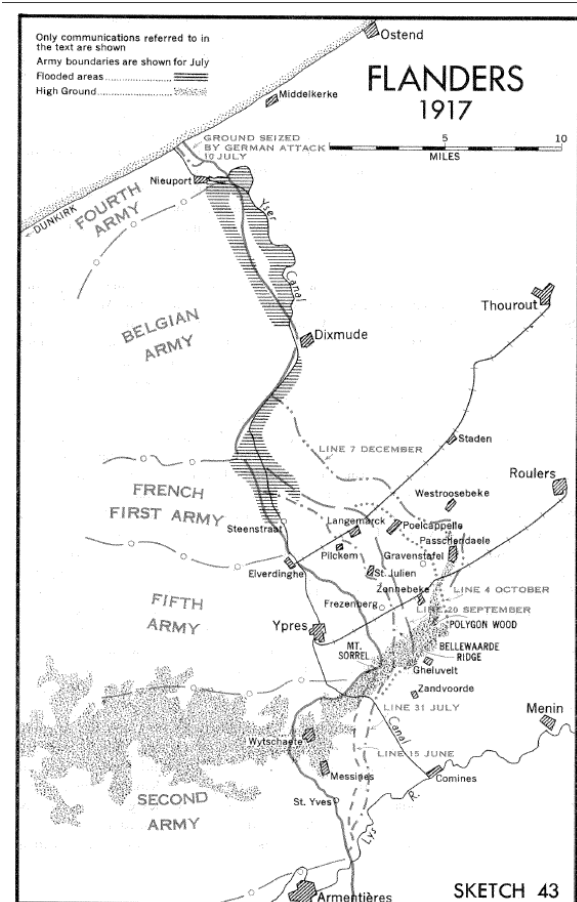 Only communications referred to in
the text are shown
Army boundaries are shown for July
Flooded areas
High Ground
Ostend
FLANDERS
1917
Middelkerke
GROUND SEIZED
BY GERMAN ATTACK
10 JULY
0
5
10
MILES
Nieuport
DUNKIRK
FOURTH
ARMY
Yser
Canal
BELGIAN
ARMY
Thourout
Dixmude
LINE 7 DECEMBER
Staden
Roulers
FRENCH
FIRST ARMY
Westroosebeke
Steenstraat
Langemarck
Poelcappelle
Passchendaele
Pilckem
Gravenstafel
Elverdinghe
St.Julien
Zonnebeke
LINE 4 OCTOBER
FIFTH
ARMY
Frezenberg
LINE 20 SEPTEMBER
Ypres
POLYGON WOOD
MT.
SORREL
BELLEWAARDE
RIDGE
Gheluvelt
Zandvoorde
LINE 31 JULY
Menin
Canal
Wytschaete
LINE 15 JUNE
Messines
Comines
SECOND
ARMY
St. Yves
R.
Lys
Armentières
SKETCH 43